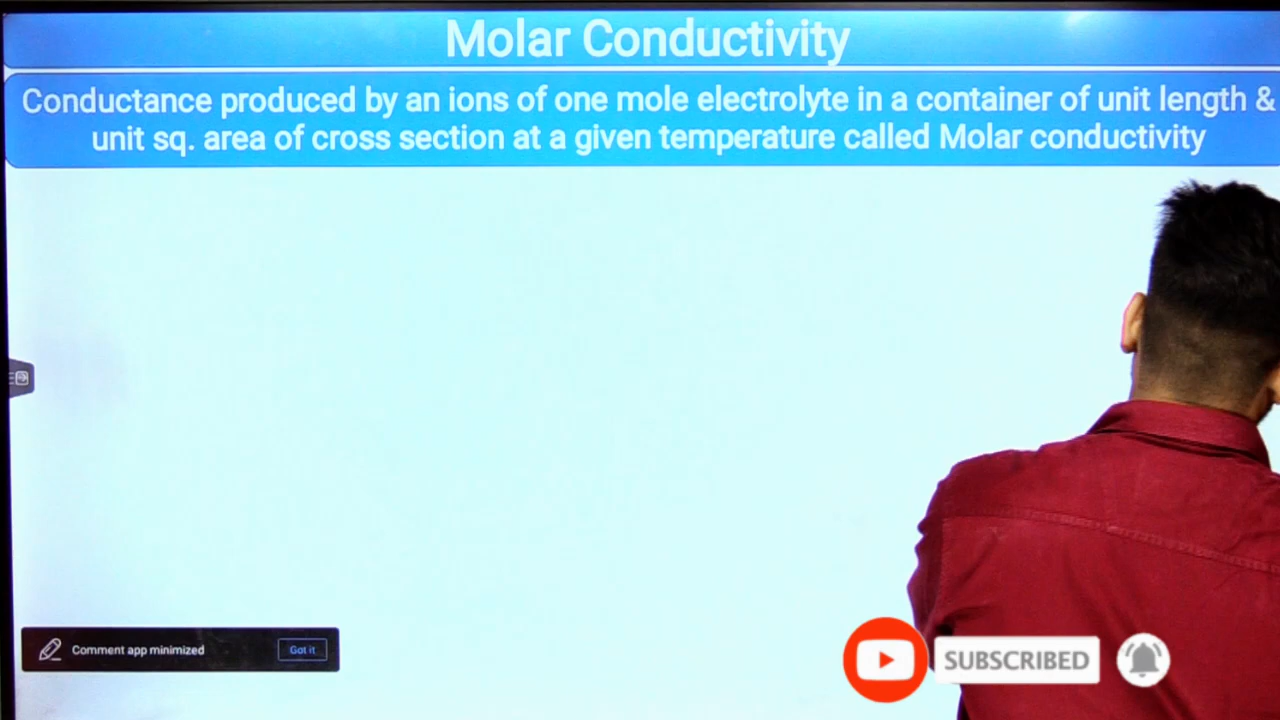 Molar Conductivity
Conductance produced by an ions of one mole electrolyte in a container of unit length &
unit sq. area of cross section at a given temperature called Molar conductivity
Comment app minimized
Got it
SUBSCRIBED